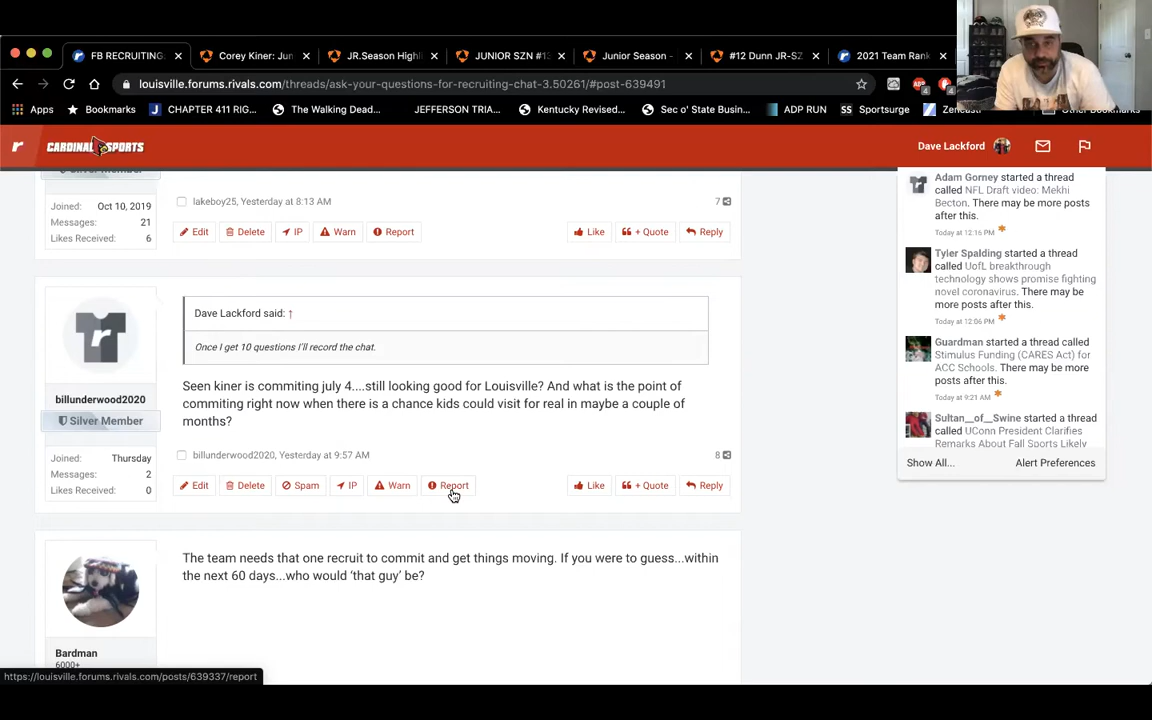 FB RECRUITING
Corey Kiner: Jun
JR.Season High
JUNIOR SZN #1
Junior Season -
#12 Dunn JR-SZ
2021 Team Rank
louisville.forums.rivals.com/threads/ask-your-questions-for-recruiting-chat-3.50261/#post-639491
Apps
Bookmarks
CHAPTER 411 RIG...
The Walking Dead...
JEFFERSON TRIA...
Kentucky Revised...
Sec o' State Busin...
ADP RUN
SS Sportsurge
Zencast
Other Bookmarks
r
CARDINAL SPORTS
Dave Lackford
Silver Member
Joined: Oct 10, 2019
Messages: 21
Likes Received: 6
lakeboy25, Yesterday at 8:13 AM
7
Edit
Delete
IP
Warn
Report
Like
+ Quote
Reply
r
billunderwood2020
Silver Member
Joined: Thursday
Messages: 2
Likes Received: 0
Dave Lackford said: ↑
Once I get 10 questions I'll record the chat.
Seen kiner is commiting july 4....still looking good for Louisville? And what is the point of
commiting right now when there is a chance kids could visit for real in maybe a couple of
months?
billunderwood2020, Yesterday at 9:57 AM
8
Edit
Delete
Spam
IP
Warn
Report
Like
+ Quote
Reply
Bardman
6000+
The team needs that one recruit to commit and get things moving. If you were to guess...within
the next 60 days...who would 'that guy' be?
Adam Gorney started a thread
called NFL Draft video: Mekhi
Becton. There may be more posts
after this.
Today at 12:16 PM
Tyler Spalding started a thread
called UofL breakthrough
technology shows promise fighting
novel coronavirus. There may be
more posts after this.
Today at 12:06 PM
Guardman started a thread called
Stimulus Funding (CARES Act) for
ACC Schools. There may be more
posts after this.
Today at 9:21 AM
Sultan__of__Swine started a thread
called UConn President Clarifies
Remarks About Fall Sports Likely
Show All...
Alert Preferences
https://louisville.forums.rivals.com/posts/639337/report